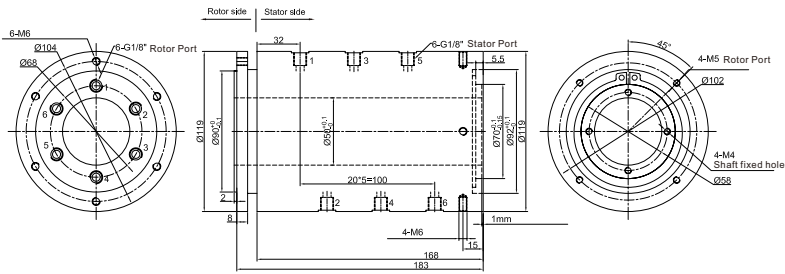 Rotor side
Stator side
6-M6
Ø104
Ø68
6-G1/8" Rotor Port
1
2
3
4
5
6
32
6-G1/8" Stator Port
1
3
5
5.5
Ø119
Ø90
Ø50
Ø70
Ø92
Ø119
20*5=100
2
4
6
2
8
4-M6
15
1mm
168
183
45°
4-M5 Rotor Port
Ø102
4-M4
Shaft fixed hole
Ø58